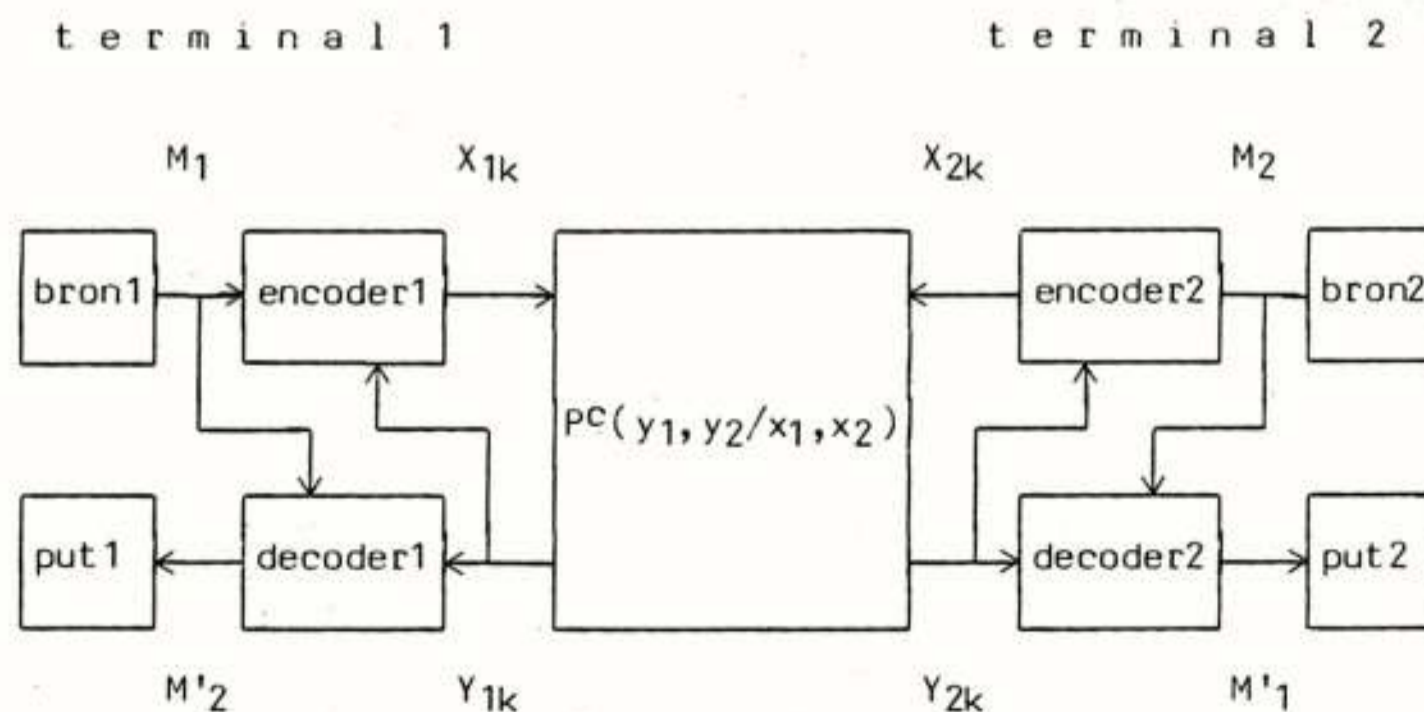 terminal 1 terminal 2
M1 X1k X2k M2
bron1 encoder1 encoder2 bron2
PC(y1,y2/x1,x2)
put1 decoder1 decoder2 put2
M'2 Y1k Y2k M'1